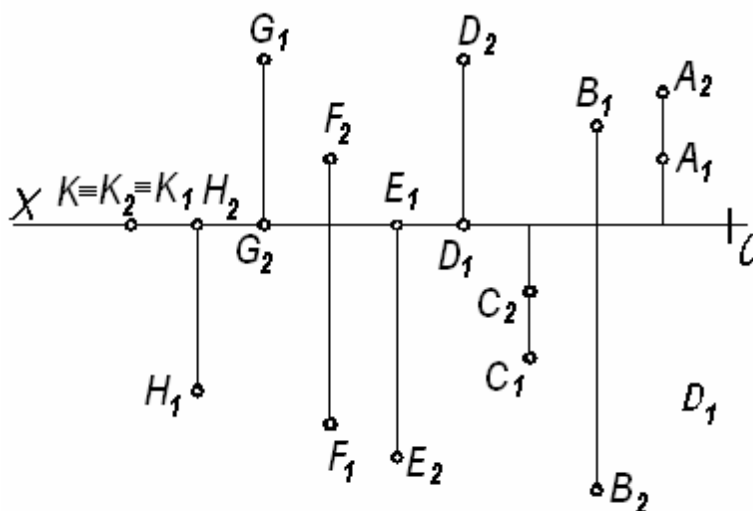 G₁ D₂
A₂
B₁
F₂
A₁
X K≡K₂≡K₁ H₂ E₁
G₂ D₁ O
C₂
C₁
H₁ D₁
F₁ E₂
B₂